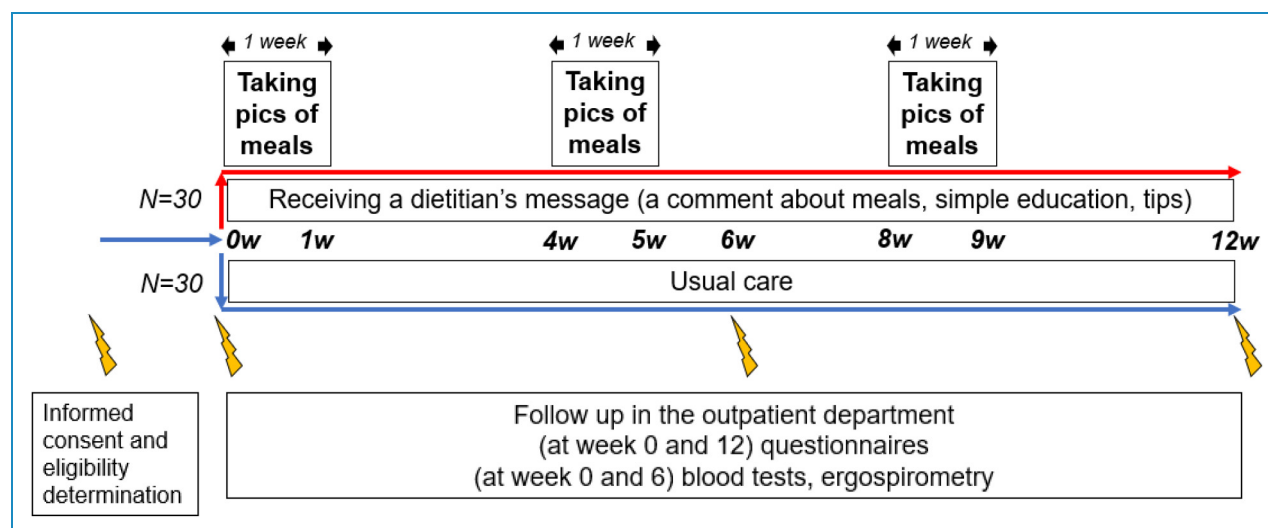 1 week 1 week 1 week
Taking Taking Taking
pics of pics of pics of
meals meals meals
N=30 Receiving a dietitian’s message (a comment about meals, simple education, tips)
0w 1w 4w 5w 6w 8w 9w 12w
N=30 Usual care
Informed
consent and
eligibility
determination
Follow up in the outpatient department
(at week 0 and 12) questionnaires
(at week 0 and 6) blood tests, ergospirometry